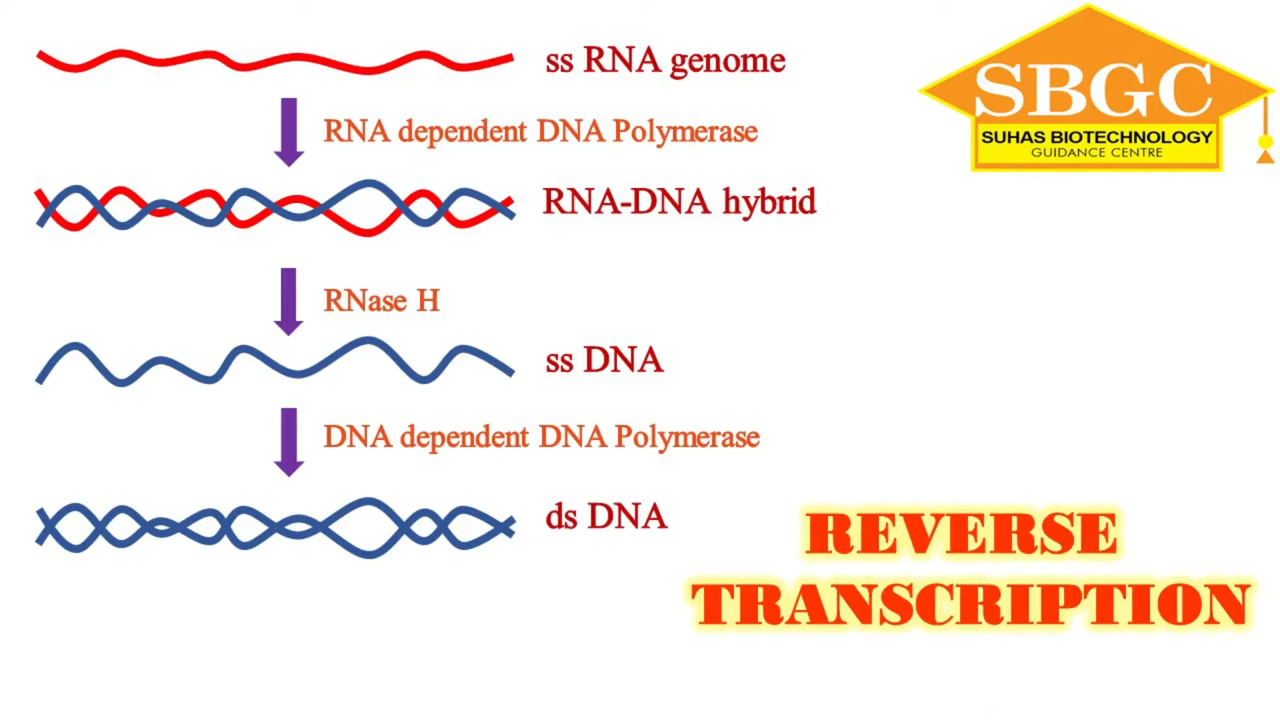 ss RNA genome
RNA dependent DNA Polymerase
RNA-DNA hybrid
RNase H
ss DNA
DNA dependent DNA Polymerase
ds DNA
SBGC
SUHAS BIOTECHNOLOGY
GUIDANCE CENTRE
REVERSE
TRANSCRIPTION